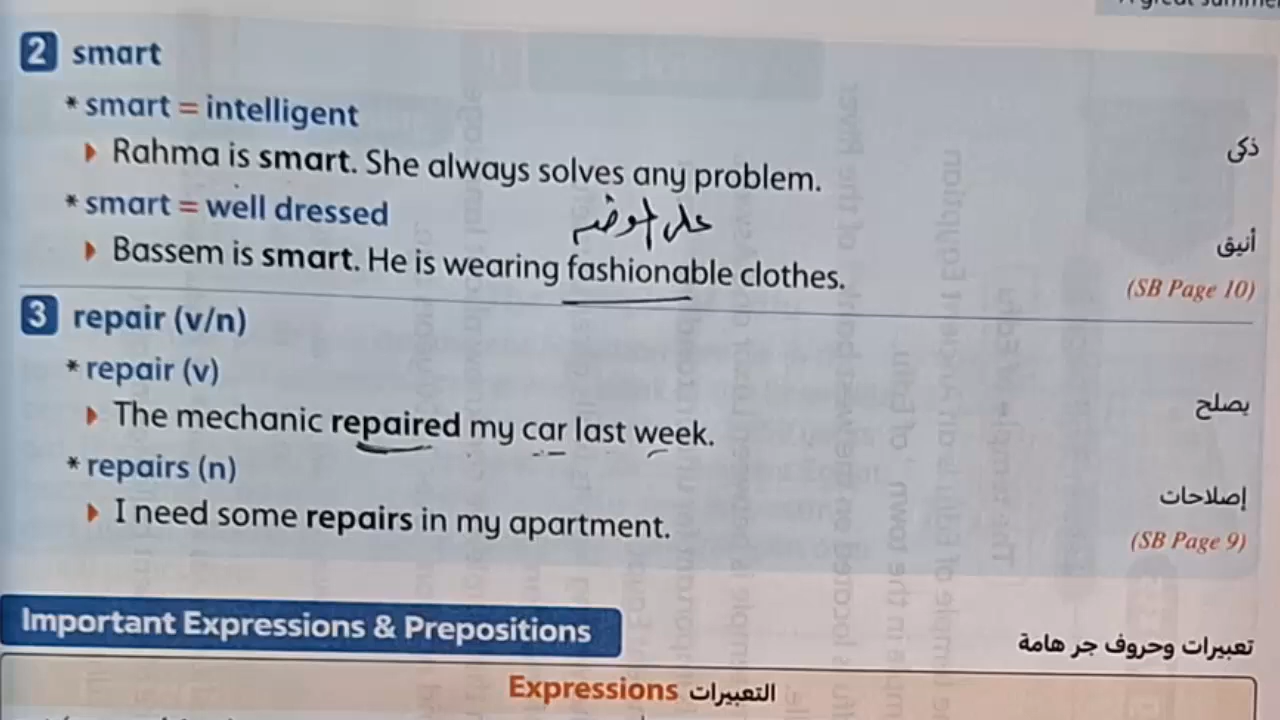 2 smart
* smart = intelligent ذكى
Rahma is smart. She always solves any problem.
* smart = well dressed أنيق
على الموضة
Bassem is smart. He is wearing fashionable clothes. (SB Page 10)
3 repair (v/n)
* repair (v) يصلح
The mechanic repaired my car last week.
* repairs (n) إصلاحات
I need some repairs in my apartment. (SB Page 9)
Important Expressions & Prepositions تعبيرات وحروف جر هامة
Expressions التعبيرات